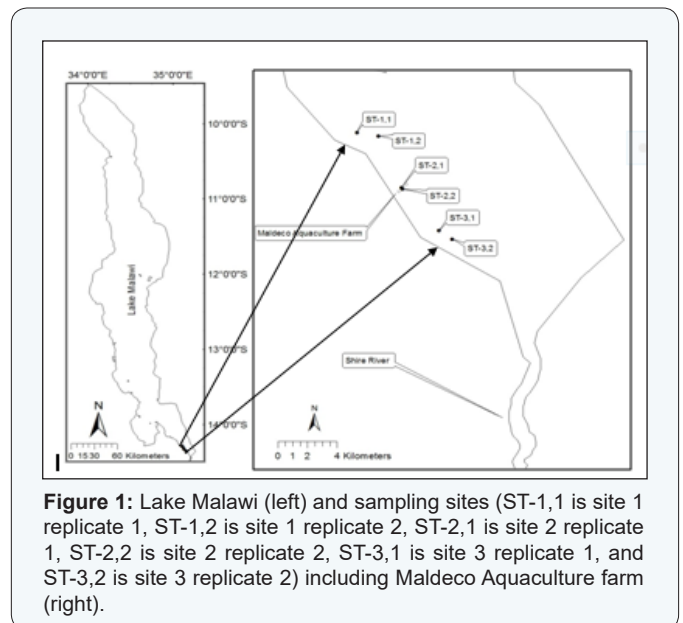 34°0'0"E 35°0'0"E
10°0'0"S
11°0'0"S
12°0'0"S
13°0'0"S
14°0'0"S
Lake Malawi
N
0 15 30 60 Kilometers
ST-1,1
ST-1,2
ST-2,1
ST-2,2
ST-3,1
ST-3,2
Maldeco Aquaculture Farm
Shire River
N
0 1 2 4 Kilometers
Figure 1: Lake Malawi (left) and sampling sites (ST-1,1 is site 1
replicate 1, ST-1,2 is site 1 replicate 2, ST-2,1 is site 2 replicate
1, ST-2,2 is site 2 replicate 2, ST-3,1 is site 3 replicate 1, and
ST-3,2 is site 3 replicate 2) including Maldeco Aquaculture farm
(right).